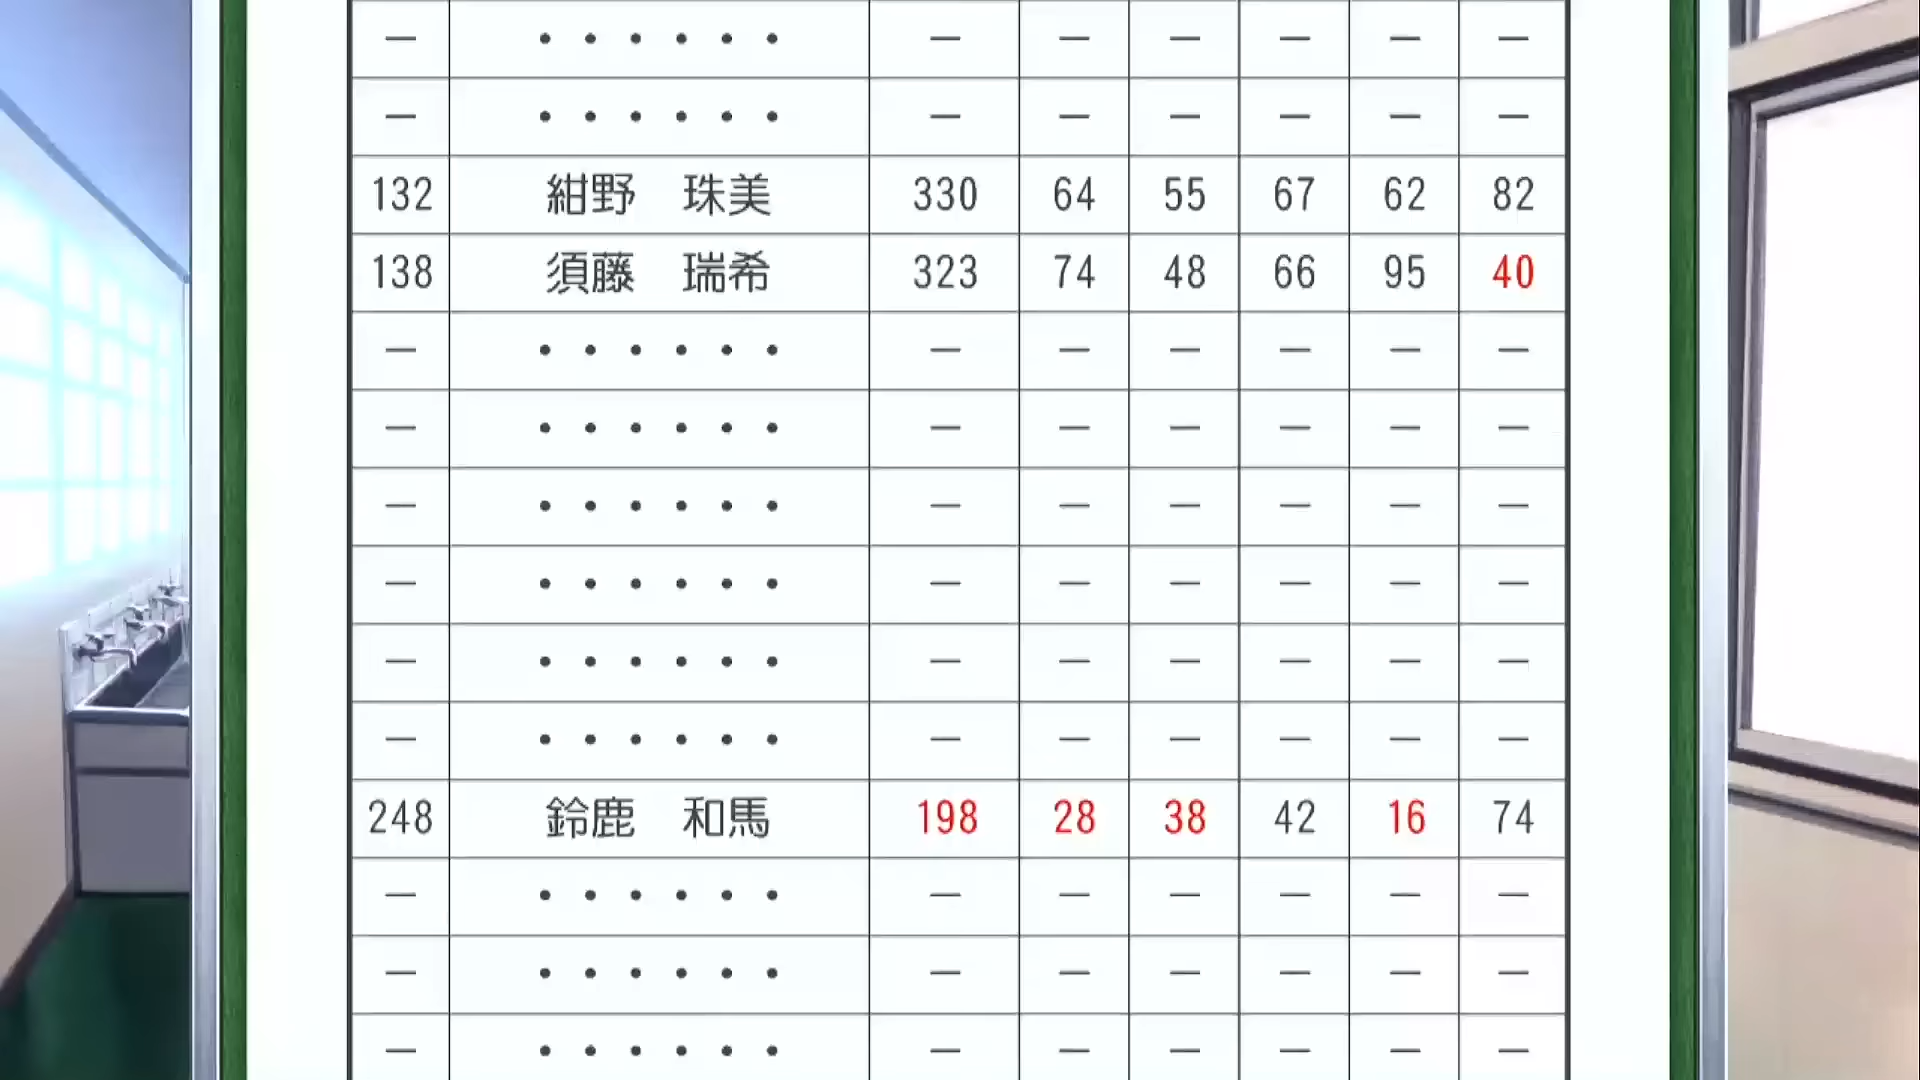 — ・・・・・・ — — — — — —
— ・・・・・・ — — — — — —
132 紺野　珠美 330 64 55 67 62 82
138 須藤　瑞希 323 74 48 66 95 40
— ・・・・・・ — — — — — —
— ・・・・・・ — — — — — —
— ・・・・・・ — — — — — —
— ・・・・・・ — — — — — —
— ・・・・・・ — — — — — —
— ・・・・・・ — — — — — —
248 鈴鹿　和馬 198 28 38 42 16 74
— ・・・・・・ — — — — — —
— ・・・・・・ — — — — — —
— ・・・・・・ — — — — — —